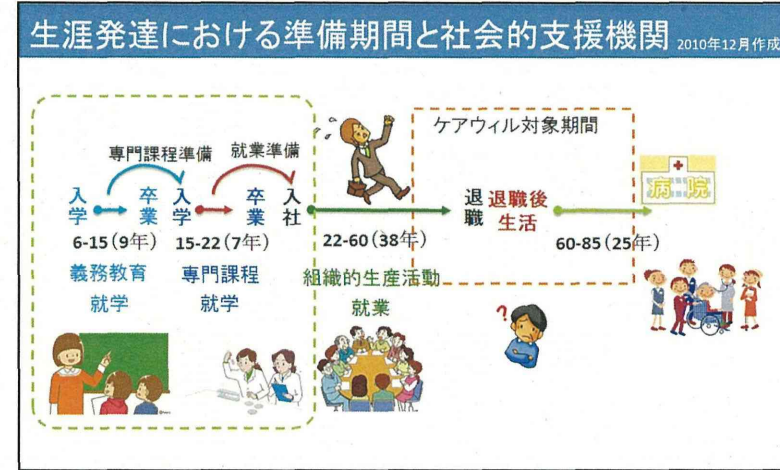 生涯発達における準備期間と社会的支援機関 2010年12月作成
ケアウィル対象期間
専門課程準備
就業準備
入学
卒業
入学
卒業
入社
退職
退職後
生活
病院
6-15(9年)
15-22(7年)
22-60(38年)
60-85(25年)
義務教育
就学
専門課程
就学
組織的生産活動
就業
?